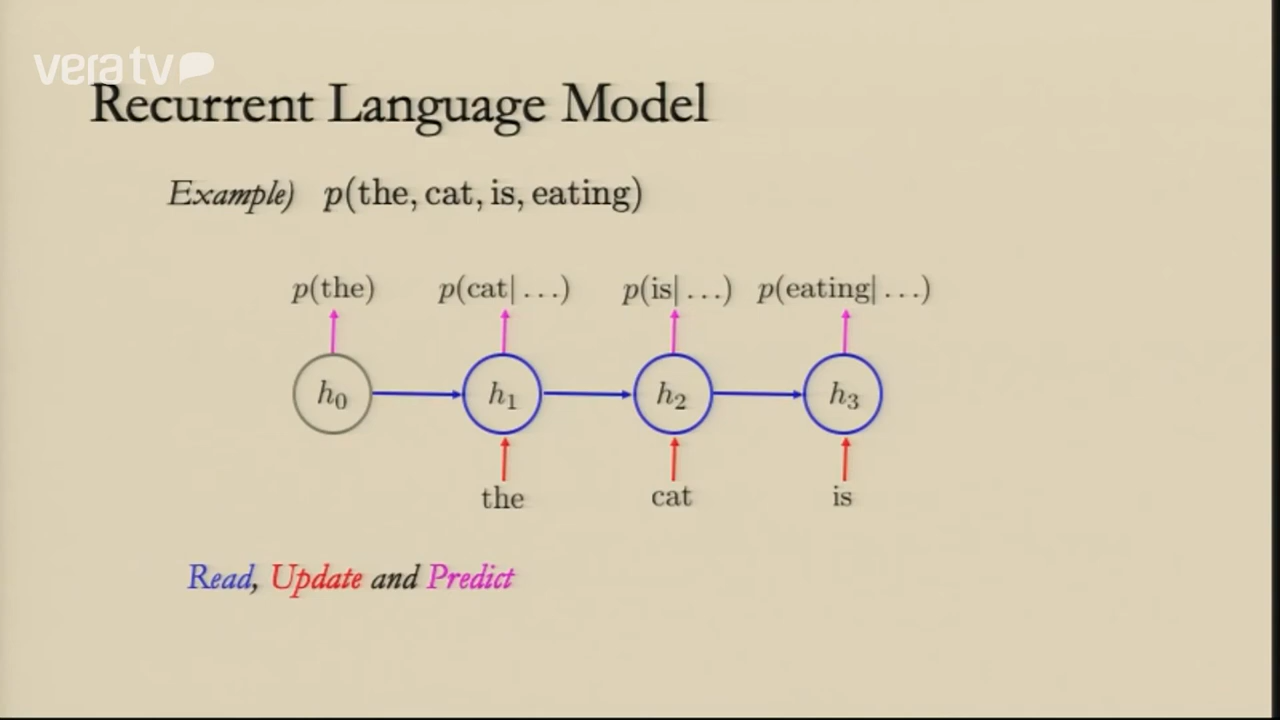 vera tv
Recurrent Language Model
Example) p(the, cat, is, eating)
p(the) p(cat| . . .) p(is| . . .) p(eating| . . .)
h₀ h₁ h₂ h₃
the cat is
Read, Update and Predict